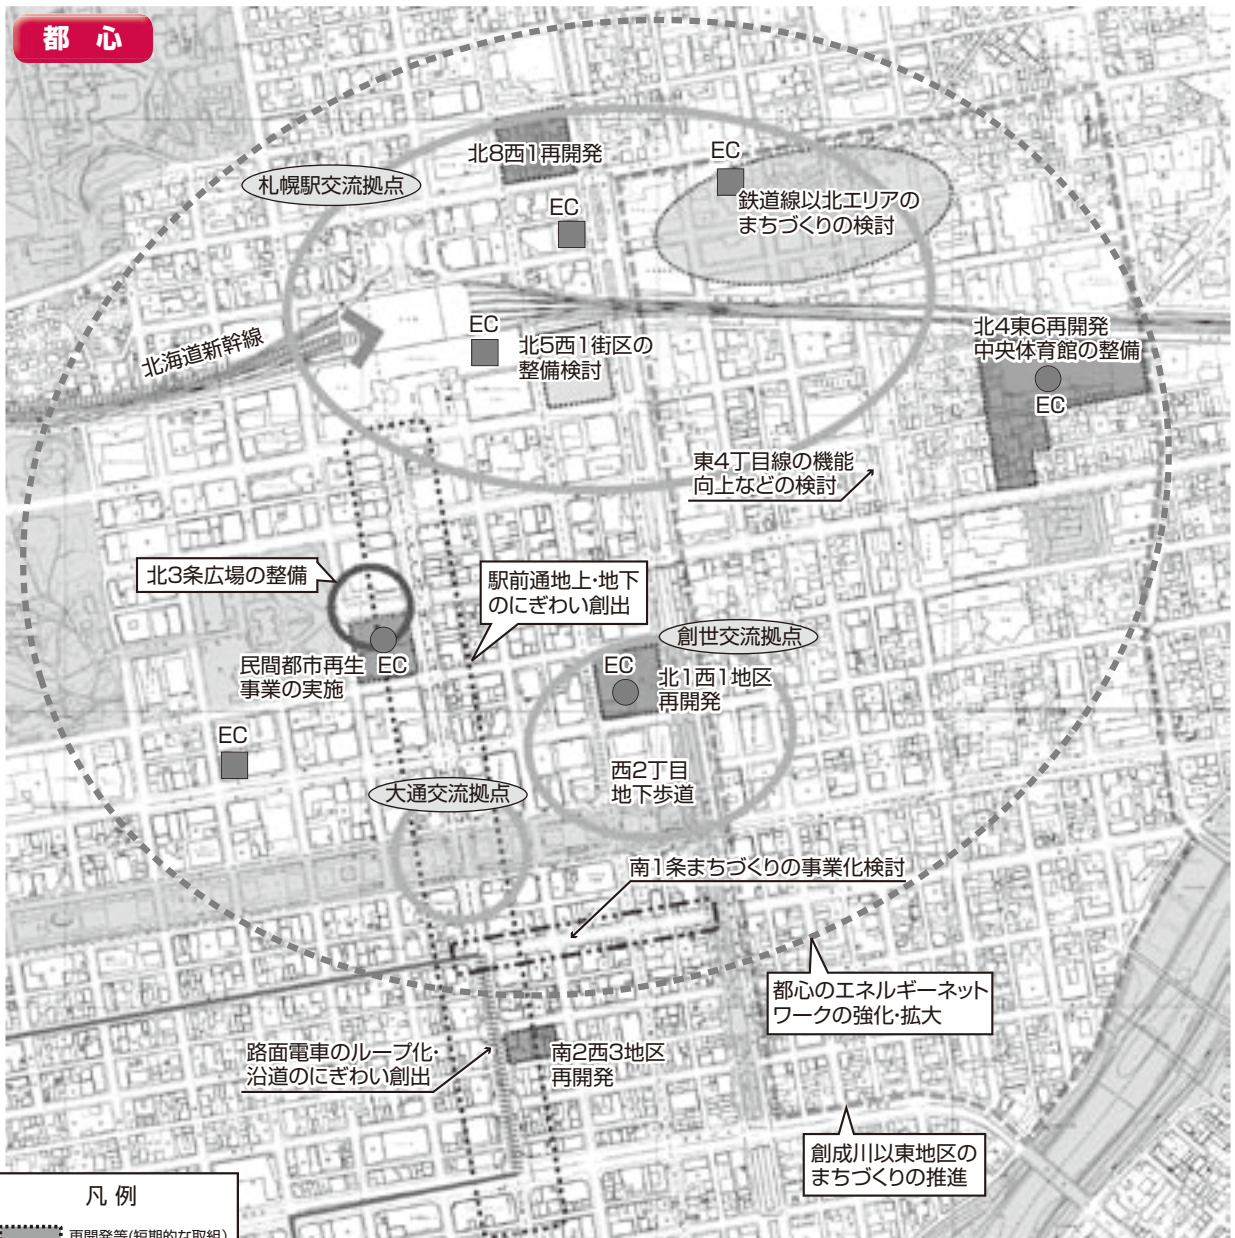 都 心
北8西1再開発
EC
札幌駅交流拠点
鉄道線以北エリアの
まちづくりの検討
EC
北4東6再開発
中央体育館の整備
EC
EC
北5西1街区の
整備検討
北海道新幹線
東4丁目線の機能
向上などの検討
北3条広場の整備
駅前通地上・地下
のにぎわい創出
創世交流拠点
民間都市再生
事業の実施
EC
EC
北1西1地区
再開発
EC
西2丁目
地下歩道
大通交流拠点
南1条まちづくりの事業化検討
都心のエネルギーネット
ワークの強化・拡大
路面電車のループ化・
沿道のにぎわい創出
南2西3地区
再開発
創成川以東地区の
まちづくりの推進
凡 例
再開発等(短期的な取組)